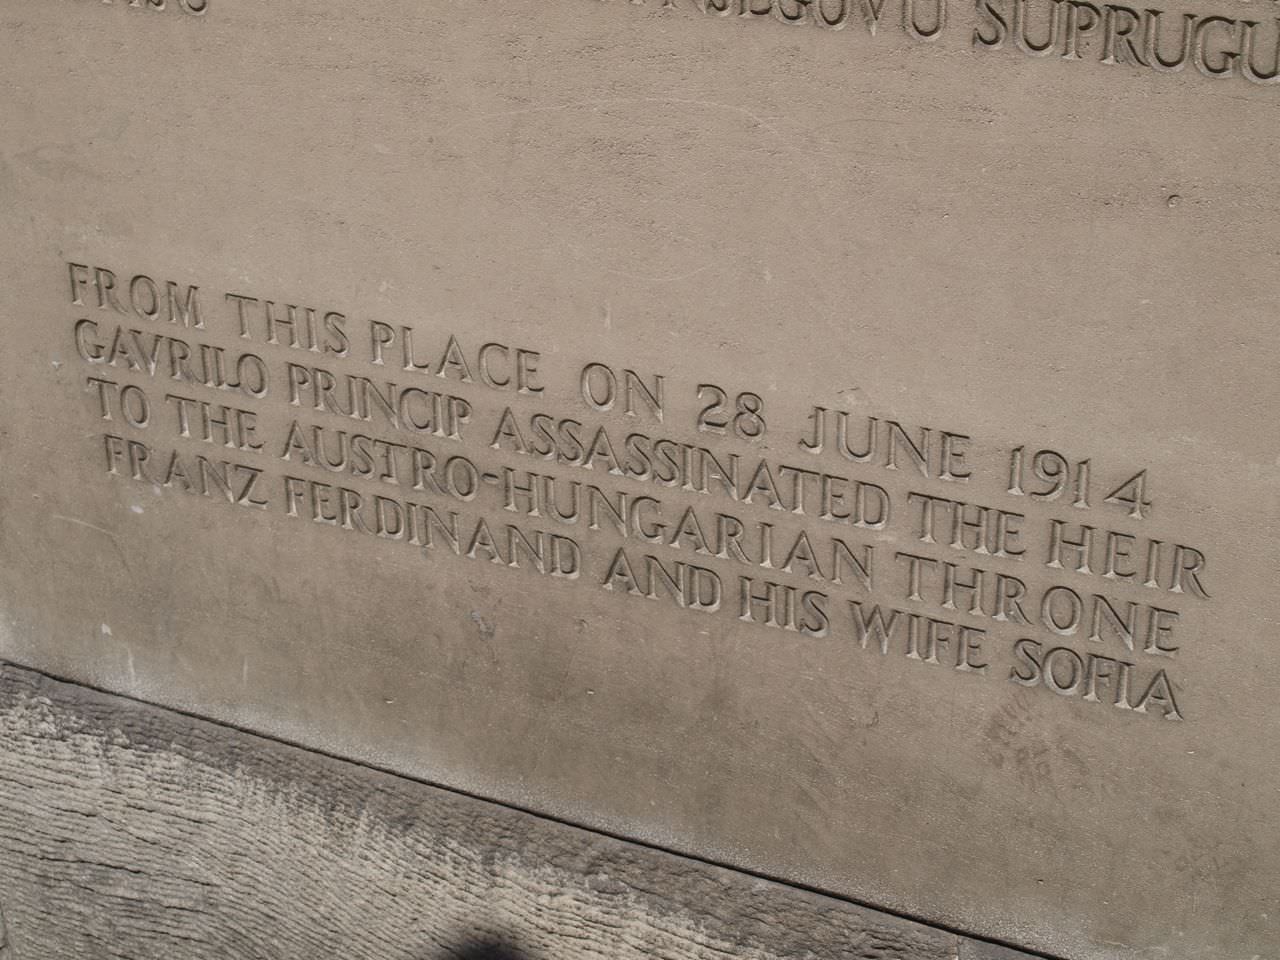 SUPRUGU
FROM THIS PLACE ON 28 JUNE 1914
GAVRILO PRINCIP ASSASSINATED THE HEIR
TO THE AUSTRO-HUNGARIAN THRONE
FRANZ FERDINAND AND HIS WIFE SOFIA